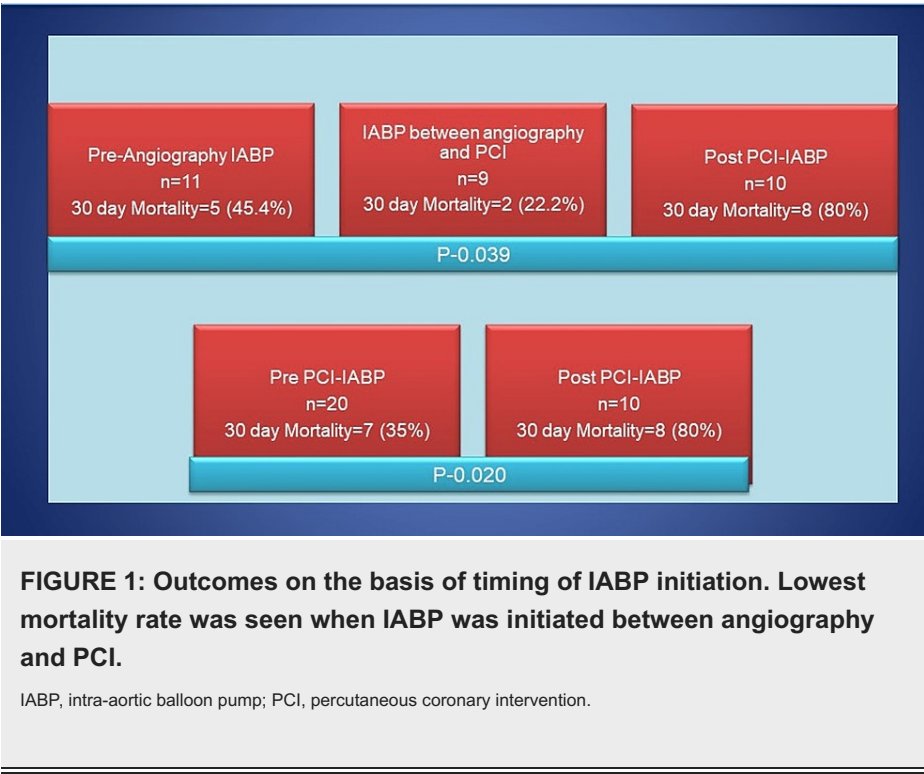 Pre-Angiography IABP
n=11
30 day Mortality=5 (45.4%)
IABP between angiography
and PCI
n=9
30 day Mortality=2 (22.2%)
Post PCI-IABP
n=10
30 day Mortality=8 (80%)
P-0.039
Pre PCI-IABP
n=20
30 day Mortality=7 (35%)
Post PCI-IABP
n=10
30 day Mortality=8 (80%)
P-0.020
FIGURE 1: Outcomes on the basis of timing of IABP initiation. Lowest
mortality rate was seen when IABP was initiated between angiography
and PCI.
IABP, intra-aortic balloon pump; PCI, percutaneous coronary intervention.